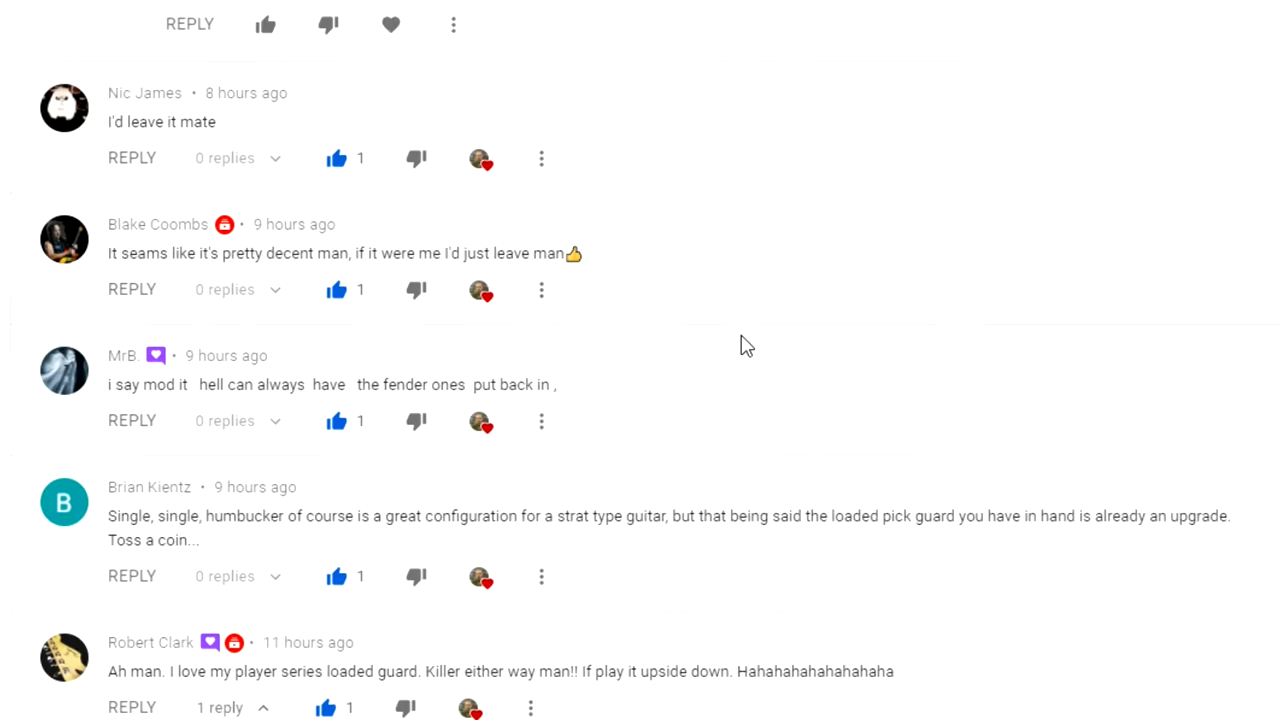 REPLY
Nic James • 8 hours ago
I'd leave it mate
REPLY 0 replies 1
Blake Coombs • 9 hours ago
It seams like it's pretty decent man, if it were me I'd just leave man👍
REPLY 0 replies 1
MrB. • 9 hours ago
i say mod it hell can always have the fender ones put back in ,
REPLY 0 replies 1
B
Brian Kientz • 9 hours ago
Single, single, humbucker of course is a great configuration for a strat type guitar, but that being said the loaded pick guard you have in hand is already an upgrade.
Toss a coin...
REPLY 0 replies 1
Robert Clark • 11 hours ago
Ah man. I love my player series loaded guard. Killer either way man!! If play it upside down. Hahahahahahahahaha
REPLY 1 reply 1